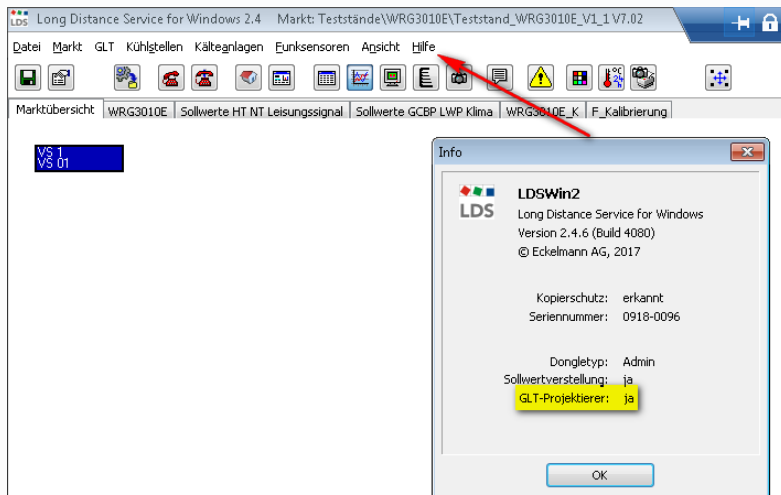 LDS Long Distance Service for Windows 2.4 Markt: Teststände\WRG3010E\Teststand_WRG3010E_V1_1 V7.02
Datei Markt GLT Kühlstellen Kälteanlagen Funksensoren Ansicht Hilfe
Marktübersicht WRG3010E Sollwerte HT NT Leisungssignal Sollwerte GCBP LWP Klima WRG3010E_K F_Kalibrierung
VS 1
VS 01
Info
LDS
LDSWin2
Long Distance Service for Windows
Version 2.4.6 (Build 4080)
© Eckelmann AG, 2017
Kopierschutz: erkannt
Seriennummer: 0918-0096
Dongletyp: Admin
Sollwertverstellung: ja
GLT-Projektierer: ja
OK